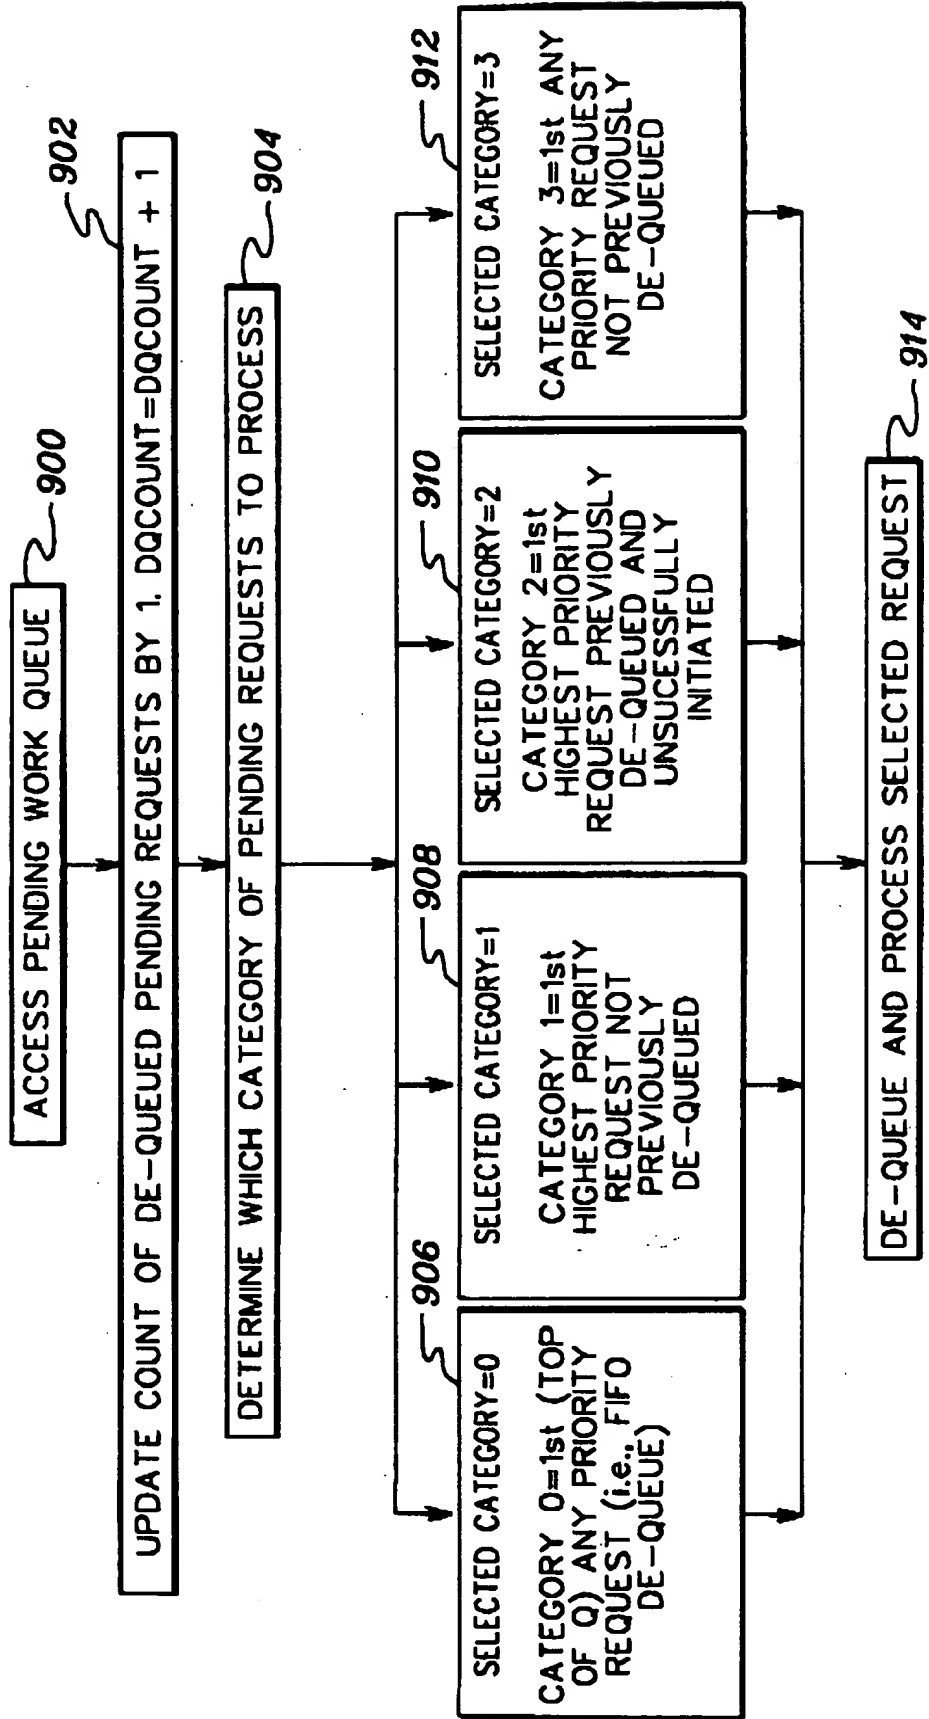 ACCESS PENDING WORK QUEUE
900
UPDATE COUNT OF DE-QUEUED PENDING REQUESTS BY 1. DQCOUNT=DQCOUNT + 1
902
DETERMINE WHICH CATEGORY OF PENDING REQUESTS TO PROCESS
904
906
SELECTED CATEGORY=0
CATEGORY 0=1st (TOP
OF Q) ANY PRIORITY
REQUEST (i.e., FIFO
DE-QUEUE)
908
SELECTED CATEGORY=1
CATEGORY 1=1st
HIGHEST PRIORITY
REQUEST NOT
PREVIOUSLY
DE-QUEUED
910
SELECTED CATEGORY=2
CATEGORY 2=1st
HIGHEST PRIORITY
REQUEST PREVIOUSLY
DE-QUEUED AND
UNSUCCESSFULLY
INITIATED
912
SELECTED CATEGORY=3
CATEGORY 3=1st ANY
PRIORITY REQUEST
NOT PREVIOUSLY
DE-QUEUED
DE-QUEUE AND PROCESS SELECTED REQUEST
914